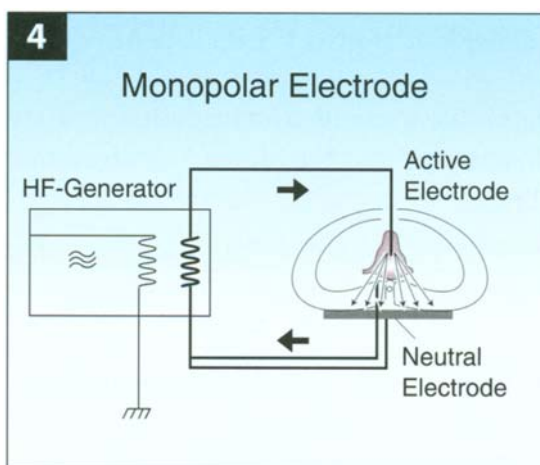 4
Monopolar Electrode
HF-Generator
Active
Electrode
Neutral
Electrode